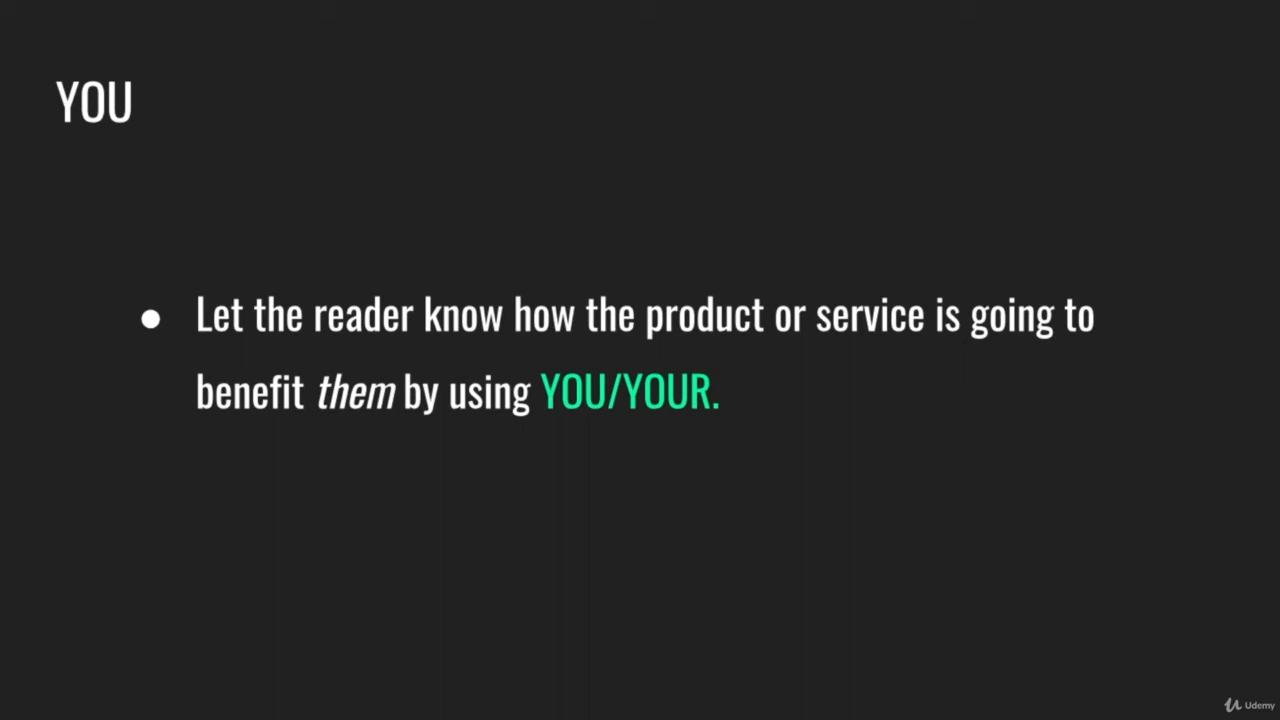 YOU
● Let the reader know how the product or service is going to
benefit them by using YOU/YOUR.
Udemy